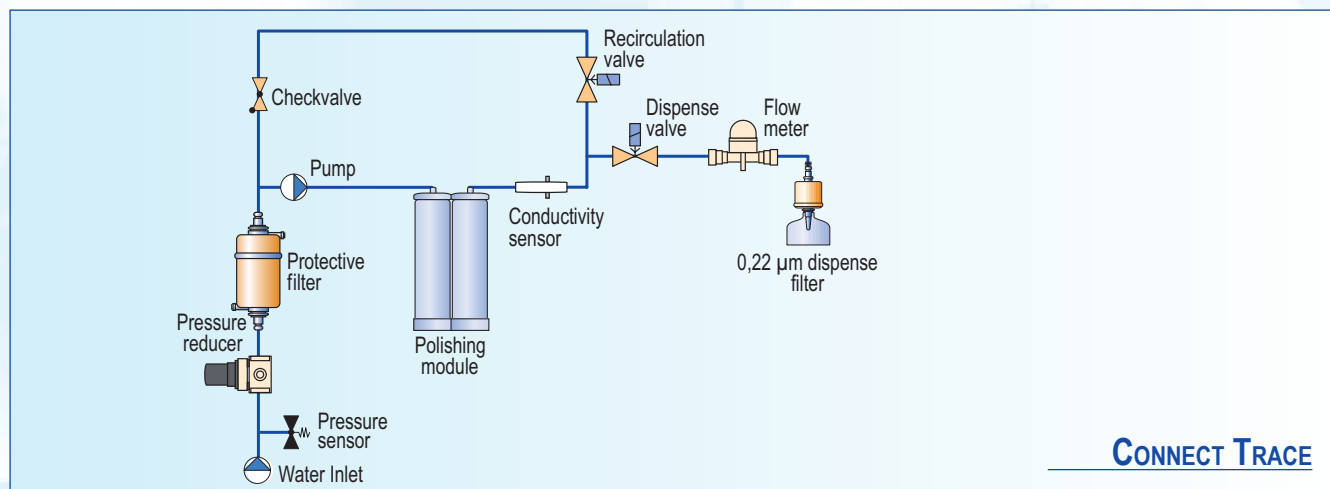 Recirculation
valve
Checkvalve
Dispense
valve
Flow
meter
Pump
Conductivity
sensor
0,22 µm dispense
filter
Protective
filter
Pressure
reducer
Polishing
module
Pressure
sensor
Water Inlet
CONNECT TRACE